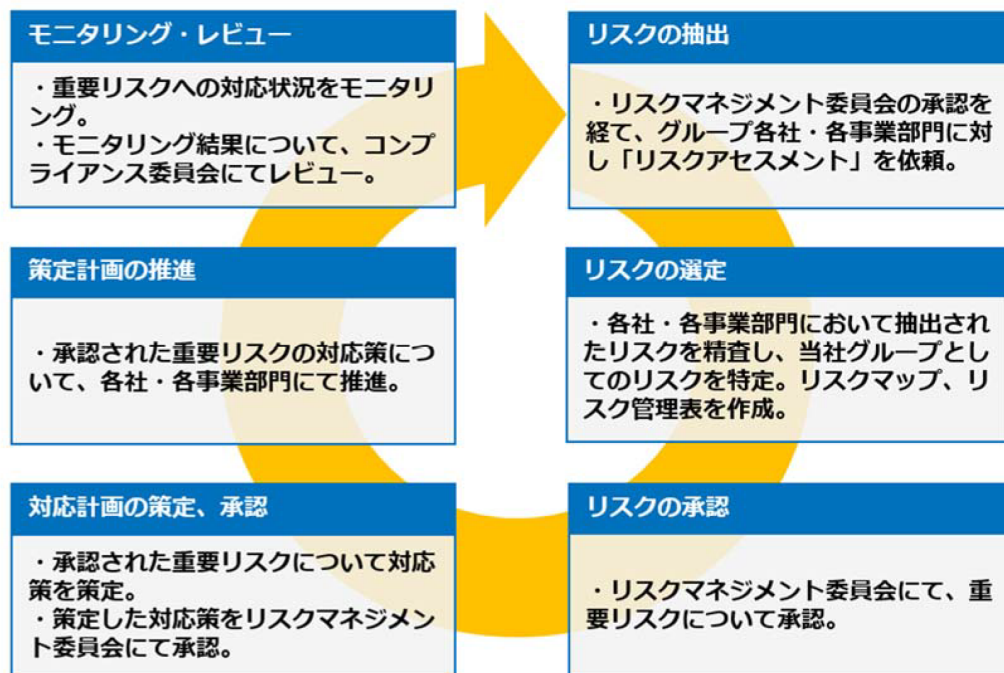 モニタリング・レビュー
・重要リスクへの対応状況をモニタリ
ング。
・モニタリング結果について、コンプ
ライアンス委員会にてレビュー。
リスクの抽出
・リスクマネジメント委員会の承認を
経て、グループ各社・各事業部門に対
し「リスクアセスメント」を依頼。
策定計画の推進
・承認された重要リスクの対応策につ
いて、各社・各事業部門にて推進。
リスクの選定
・各社・各事業部門において抽出され
たリスクを精査し、当社グループとし
てのリスクを特定。リスクマップ、リ
スク管理表を作成。
対応計画の策定、承認
・承認された重要リスクについて対応
策を策定。
・策定した対応策をリスクマネジメン
ト委員会にて承認。
リスクの承認
・リスクマネジメント委員会にて、重
要リスクについて承認。